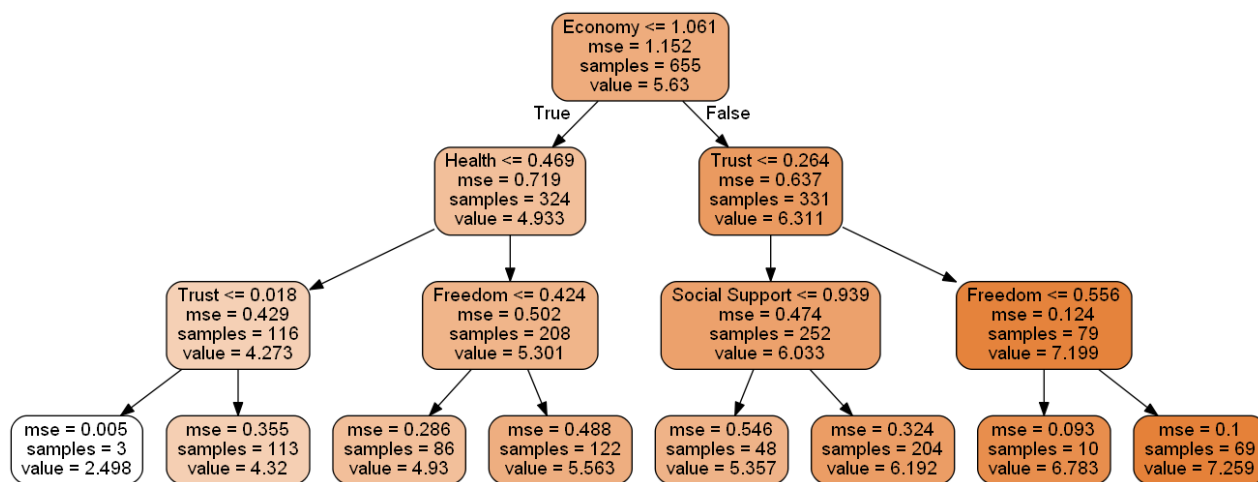 Economy <= 1.061
mse = 1.152
samples = 655
value = 5.63
True
False
Health <= 0.469
mse = 0.719
samples = 324
value = 4.933
Trust <= 0.264
mse = 0.637
samples = 331
value = 6.311
Trust <= 0.018
mse = 0.429
samples = 116
value = 4.273
Freedom <= 0.424
mse = 0.502
samples = 208
value = 5.301
Social Support <= 0.939
mse = 0.474
samples = 252
value = 6.033
Freedom <= 0.556
mse = 0.124
samples = 79
value = 7.199
mse = 0.005
samples = 3
value = 2.498
mse = 0.355
samples = 113
value = 4.32
mse = 0.286
samples = 86
value = 4.93
mse = 0.488
samples = 122
value = 5.563
mse = 0.546
samples = 48
value = 5.357
mse = 0.324
samples = 204
value = 6.192
mse = 0.093
samples = 10
value = 6.783
mse = 0.1
samples = 69
value = 7.259